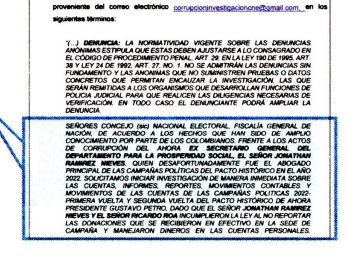 proveniente del correo electrónico corrupcioninvestigacioncne@gmail.com, en los
siguientes términos:
"(...) DENUNCIA: LA NORMATIVIDAD VIGENTE SOBRE LAS DENUNCIAS
ANÓNIMAS ESTIPULA QUE ESTAS DEBEN AJUSTARSE A LO CONSAGRADO EN
EL CÓDIGO DE PROCEDIMIENTO PENAL, ART. 29: EN LA LEY 190 DE 1995, ART.
38 Y LEY 24 DE 1992, ART. 27, NO. 1. NO SE ADMITIRÁN LAS DENUNCIAS SIN
FUNDAMENTO Y LAS ANONIMAS QUE NO SUMINISTREN PRUEBAS O DATOS
CONCRETOS QUE PERMITAN ENCAUZAR LA INVESTIGACIÓN, LAS QUE
SERÁN REMITIDAS A LOS ORGANISMOS QUE DESARROLLAN FUNCIONES DE
POLICIA JUDICIAL PARA QUE REALICEN LAS DILIGENCIAS NECESARIAS DE
VERIFICACIÓN. EN TODO CASO EL DENUNCIANTE PODRÁ AMPLIAR LA
DENUNCIA.
SEÑORES CONCEJO (sic) NACIONAL ELECTORAL, FISCALÍA GENERAL DE
NACIÓN, DE ACUERDO A LOS HECHOS QUE HAN SIDO DE AMPLIO
CONOCIMIENTO POR PARTE DE LOS COLOMBIANOS, FRENTE A LOS ACTOS
DE CORRUPCIÓN DEL AHORA EX SECRETARIO GENERAL DEL
DEPARTAMENTO PARA LA PROSPERIDAD SOCIAL, EL SEÑOR JONATHAN
RAMIREZ NIEVES, QUIEN DESAFORTUNADAMENTE FUE EL ABOGADO
PRINCIPAL DE LAS CAMPAÑAS POLÍTICAS DEL PACTO HISTÓRICO EN EL AÑO
2022, SOLICITAMOS INICIAR INVESTIGACIÓN DE MANERA INMEDIATA SOBRE
LAS CUENTAS, INFORMES, REPORTES, MOVIMIENTOS CONTABLES Y
MOVIMIENTOS DE LAS CUENTAS DE LAS CAMPAÑAS POLÍTICAS 2022-
PRIMERA VUELTA Y SEGUNDA VUELTA DEL PACTO HISTÓRICO DE AHORA
PRESIDENTE GUSTAVO PETRO, DADO QUE EL SEÑOR JONATHAN RAMIREZ
NIEVES Y EL SEÑOR RICARDO ROA INCUMPLIERON LA LEY AL NO REPORTAR
LAS DONACIONES QUE SE RECIBIERON EN EFECTIVO EN LA SEDE DE
CAMPAÑA Y MANEJARON DINEROS EN LAS CUENTAS PERSONALES.